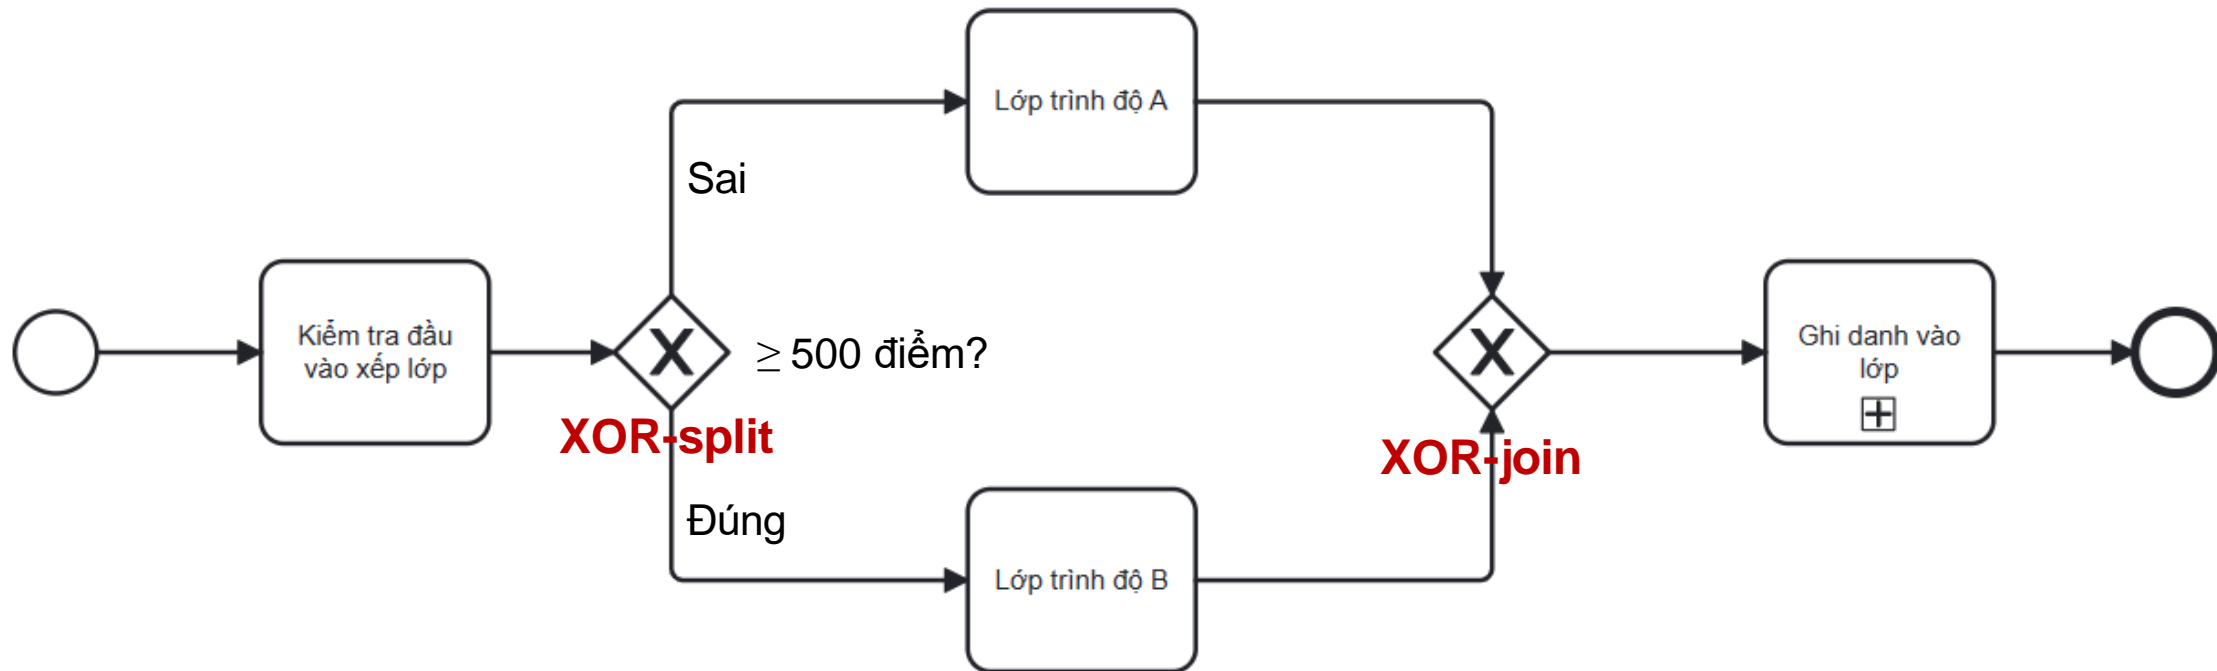 Lớp trình độ A
Sai
Kiểm tra đầu
vào xếp lớp
X
≥ 500 điểm?
X
Ghi danh vào
lớp
XOR-split
XOR-join
Đúng
Lớp trình độ B